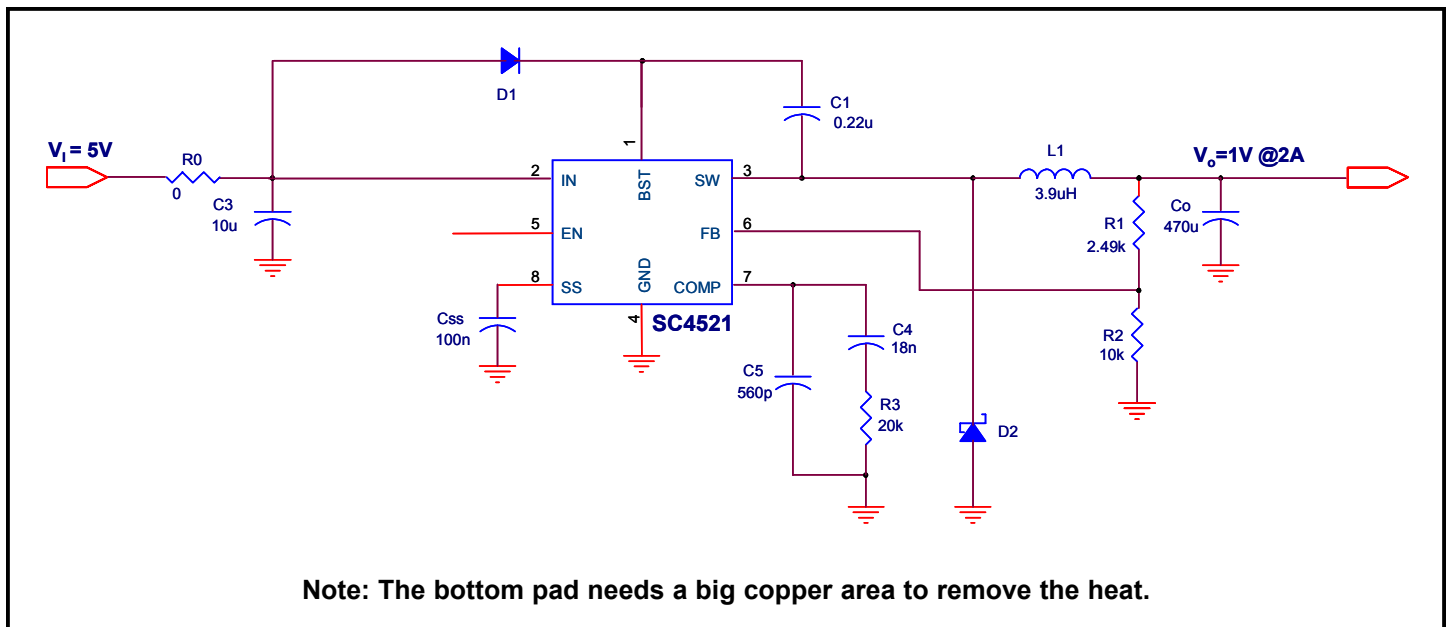 D1
C1
0.22u
V_I = 5V
R0
0
C3
10u
1
2
IN
BST
SW
3
L1
3.9uH
V_o=1V @2A
5
EN
FB
6
R1
2.49k
Co
470u
8
SS
GND
COMP
7
4
SC4521
Css
100n
C4
18n
R2
10k
C5
560p
R3
20k
D2
Note: The bottom pad needs a big copper area to remove the heat.